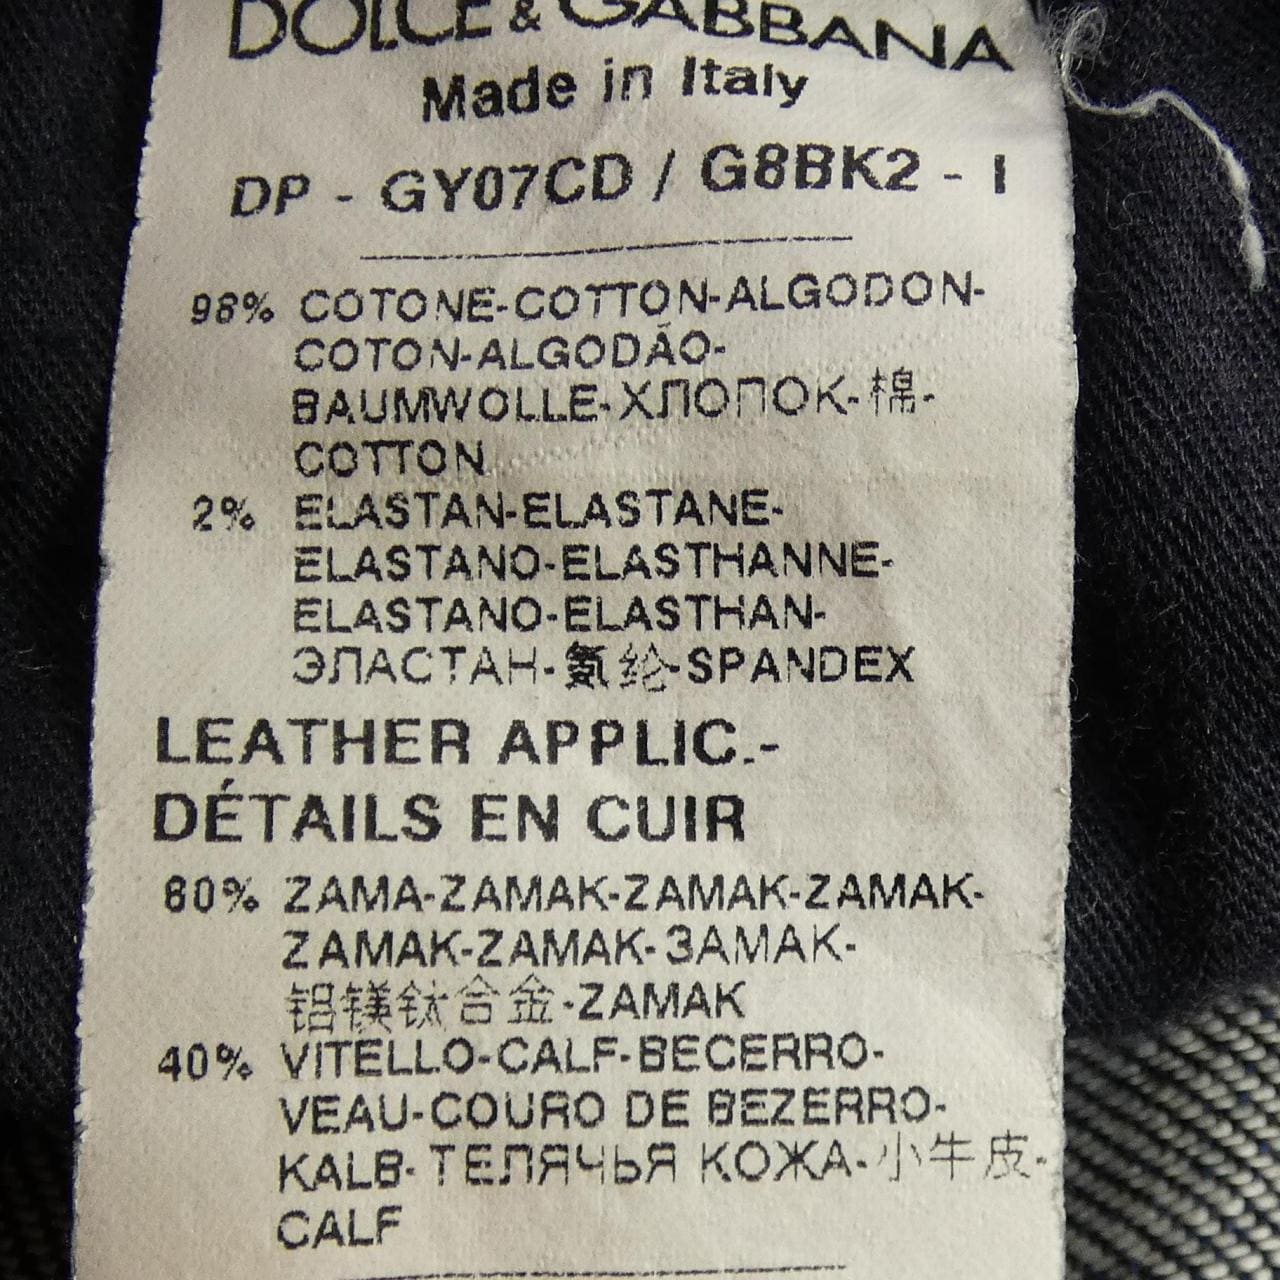 DOLCE & GABBANA
Made in Italy
DP - GY07CD / G8BK2 - I
98% COTONE-COTTON-ALGODON-
COTON-ALGODÃO-
BAUMWOLLE-ХЛОПОК-棉-
COTTON
2% ELASTAN-ELASTANE-
ELASTANO-ELASTHANNE-
ELASTANO-ELASTHAN-
ЭЛАСТАН-氨纶-SPANDEX
LEATHER APPLIC.-
DÉTAILS EN CUIR
60% ZAMA-ZAMAK-ZAMAK-ZAMAK-
ZAMAK-ZAMAK-ЗАМАК-
铝镁钛合金-ZAMAK
40% VITELLO-CALF-BECERRO-
VEAU-COURO DE BEZERRO-
KALB-ТЕЛЯЧЬЯ КОЖА-小牛皮-
CALF